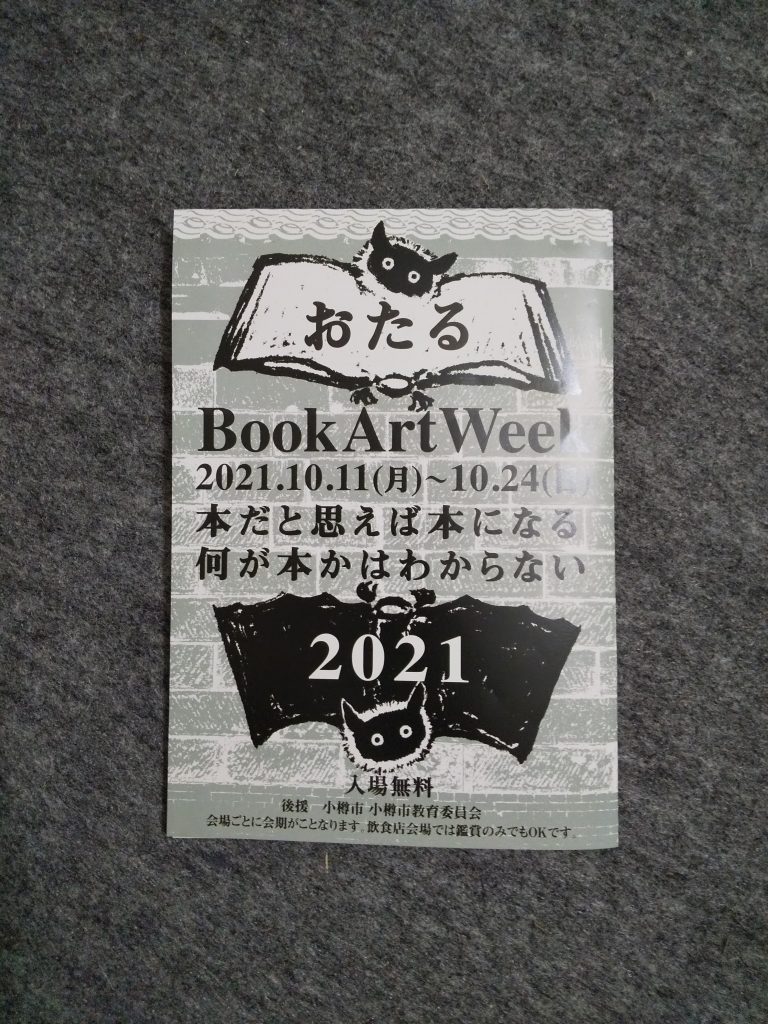 おたる
Book Art Week
2021.10.11(月)~10.24(日)
本だと思えば本になる
何が本かはわからない
2021
入場無料
後援 小樽市 小樽市教育委員会
会場ごとに会期がことなります。飲食店会場では鑑賞のみでもOKです。